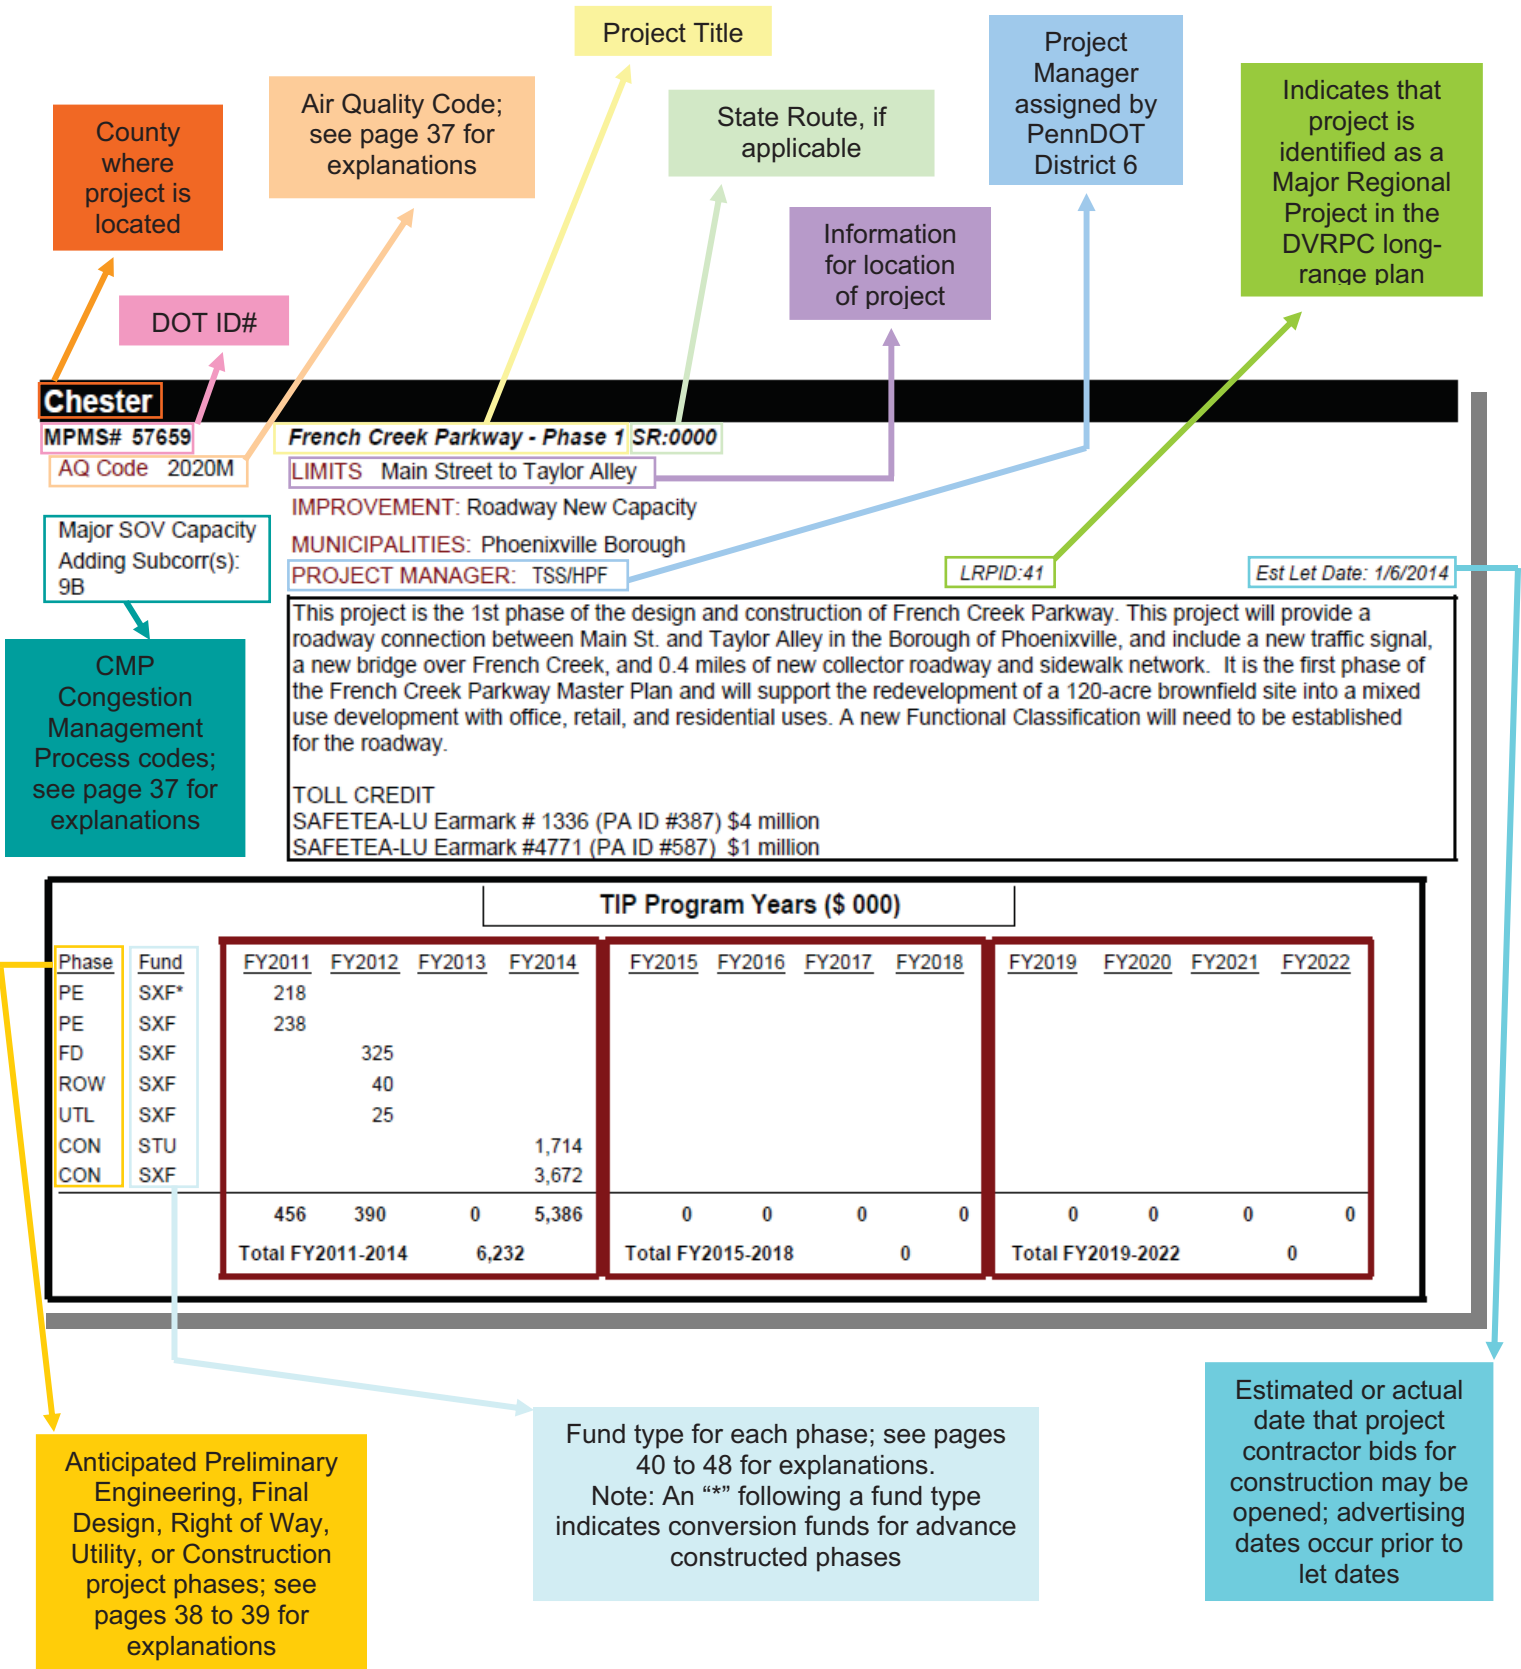 Project Title
Project
Manager
assigned by
PennDOT
District 6
Indicates that
project is
identified as a
Major Regional
Project in the
DVRPC long-
range plan
Air Quality Code;
see page 37 for
explanations
State Route, if
applicable
County
where
project is
located
Information
for location
of project
DOT ID#
Chester
MPMS# 57659 French Creek Parkway - Phase 1 SR:0000
AQ Code 2020M LIMITS Main Street to Taylor Alley
IMPROVEMENT: Roadway New Capacity
Major SOV Capacity
Adding Subcorr(s):
9B
MUNICIPALITIES: Phoenixville Borough
PROJECT MANAGER: TSS/HPF LRPID:41 Est Let Date: 1/6/2014
This project is the 1st phase of the design and construction of French Creek Parkway. This project will provide a
roadway connection between Main St. and Taylor Alley in the Borough of Phoenixville, and include a new traffic signal,
a new bridge over French Creek, and 0.4 miles of new collector roadway and sidewalk network. It is the first phase of
the French Creek Parkway Master Plan and will support the redevelopment of a 120-acre brownfield site into a mixed
use development with office, retail, and residential uses. A new Functional Classification will need to be established
for the roadway.
TOLL CREDIT
SAFETEA-LU Earmark # 1336 (PA ID #387) $4 million
SAFETEA-LU Earmark #4771 (PA ID #587) $1 million
CMP
Congestion
Management
Process codes;
see page 37 for
explanations
TIP Program Years ($ 000)
Phase Fund FY2011 FY2012 FY2013 FY2014 FY2015 FY2016 FY2017 FY2018 FY2019 FY2020 FY2021 FY2022
PE SXF* 218
PE SXF 238
FD SXF 325
ROW SXF 40
UTL SXF 25
CON STU 1,714
CON SXF 3,672
456 390 0 5,386 0 0 0 0 0 0 0 0
Total FY2011-2014 6,232 Total FY2015-2018 0 Total FY2019-2022 0
Anticipated Preliminary
Engineering, Final
Design, Right of Way,
Utility, or Construction
project phases; see
pages 38 to 39 for
explanations
Fund type for each phase; see pages
40 to 48 for explanations.
Note: An “*” following a fund type
indicates conversion funds for advance
constructed phases
Estimated or actual
date that project
contractor bids for
construction may be
opened; advertising
dates occur prior to
let dates